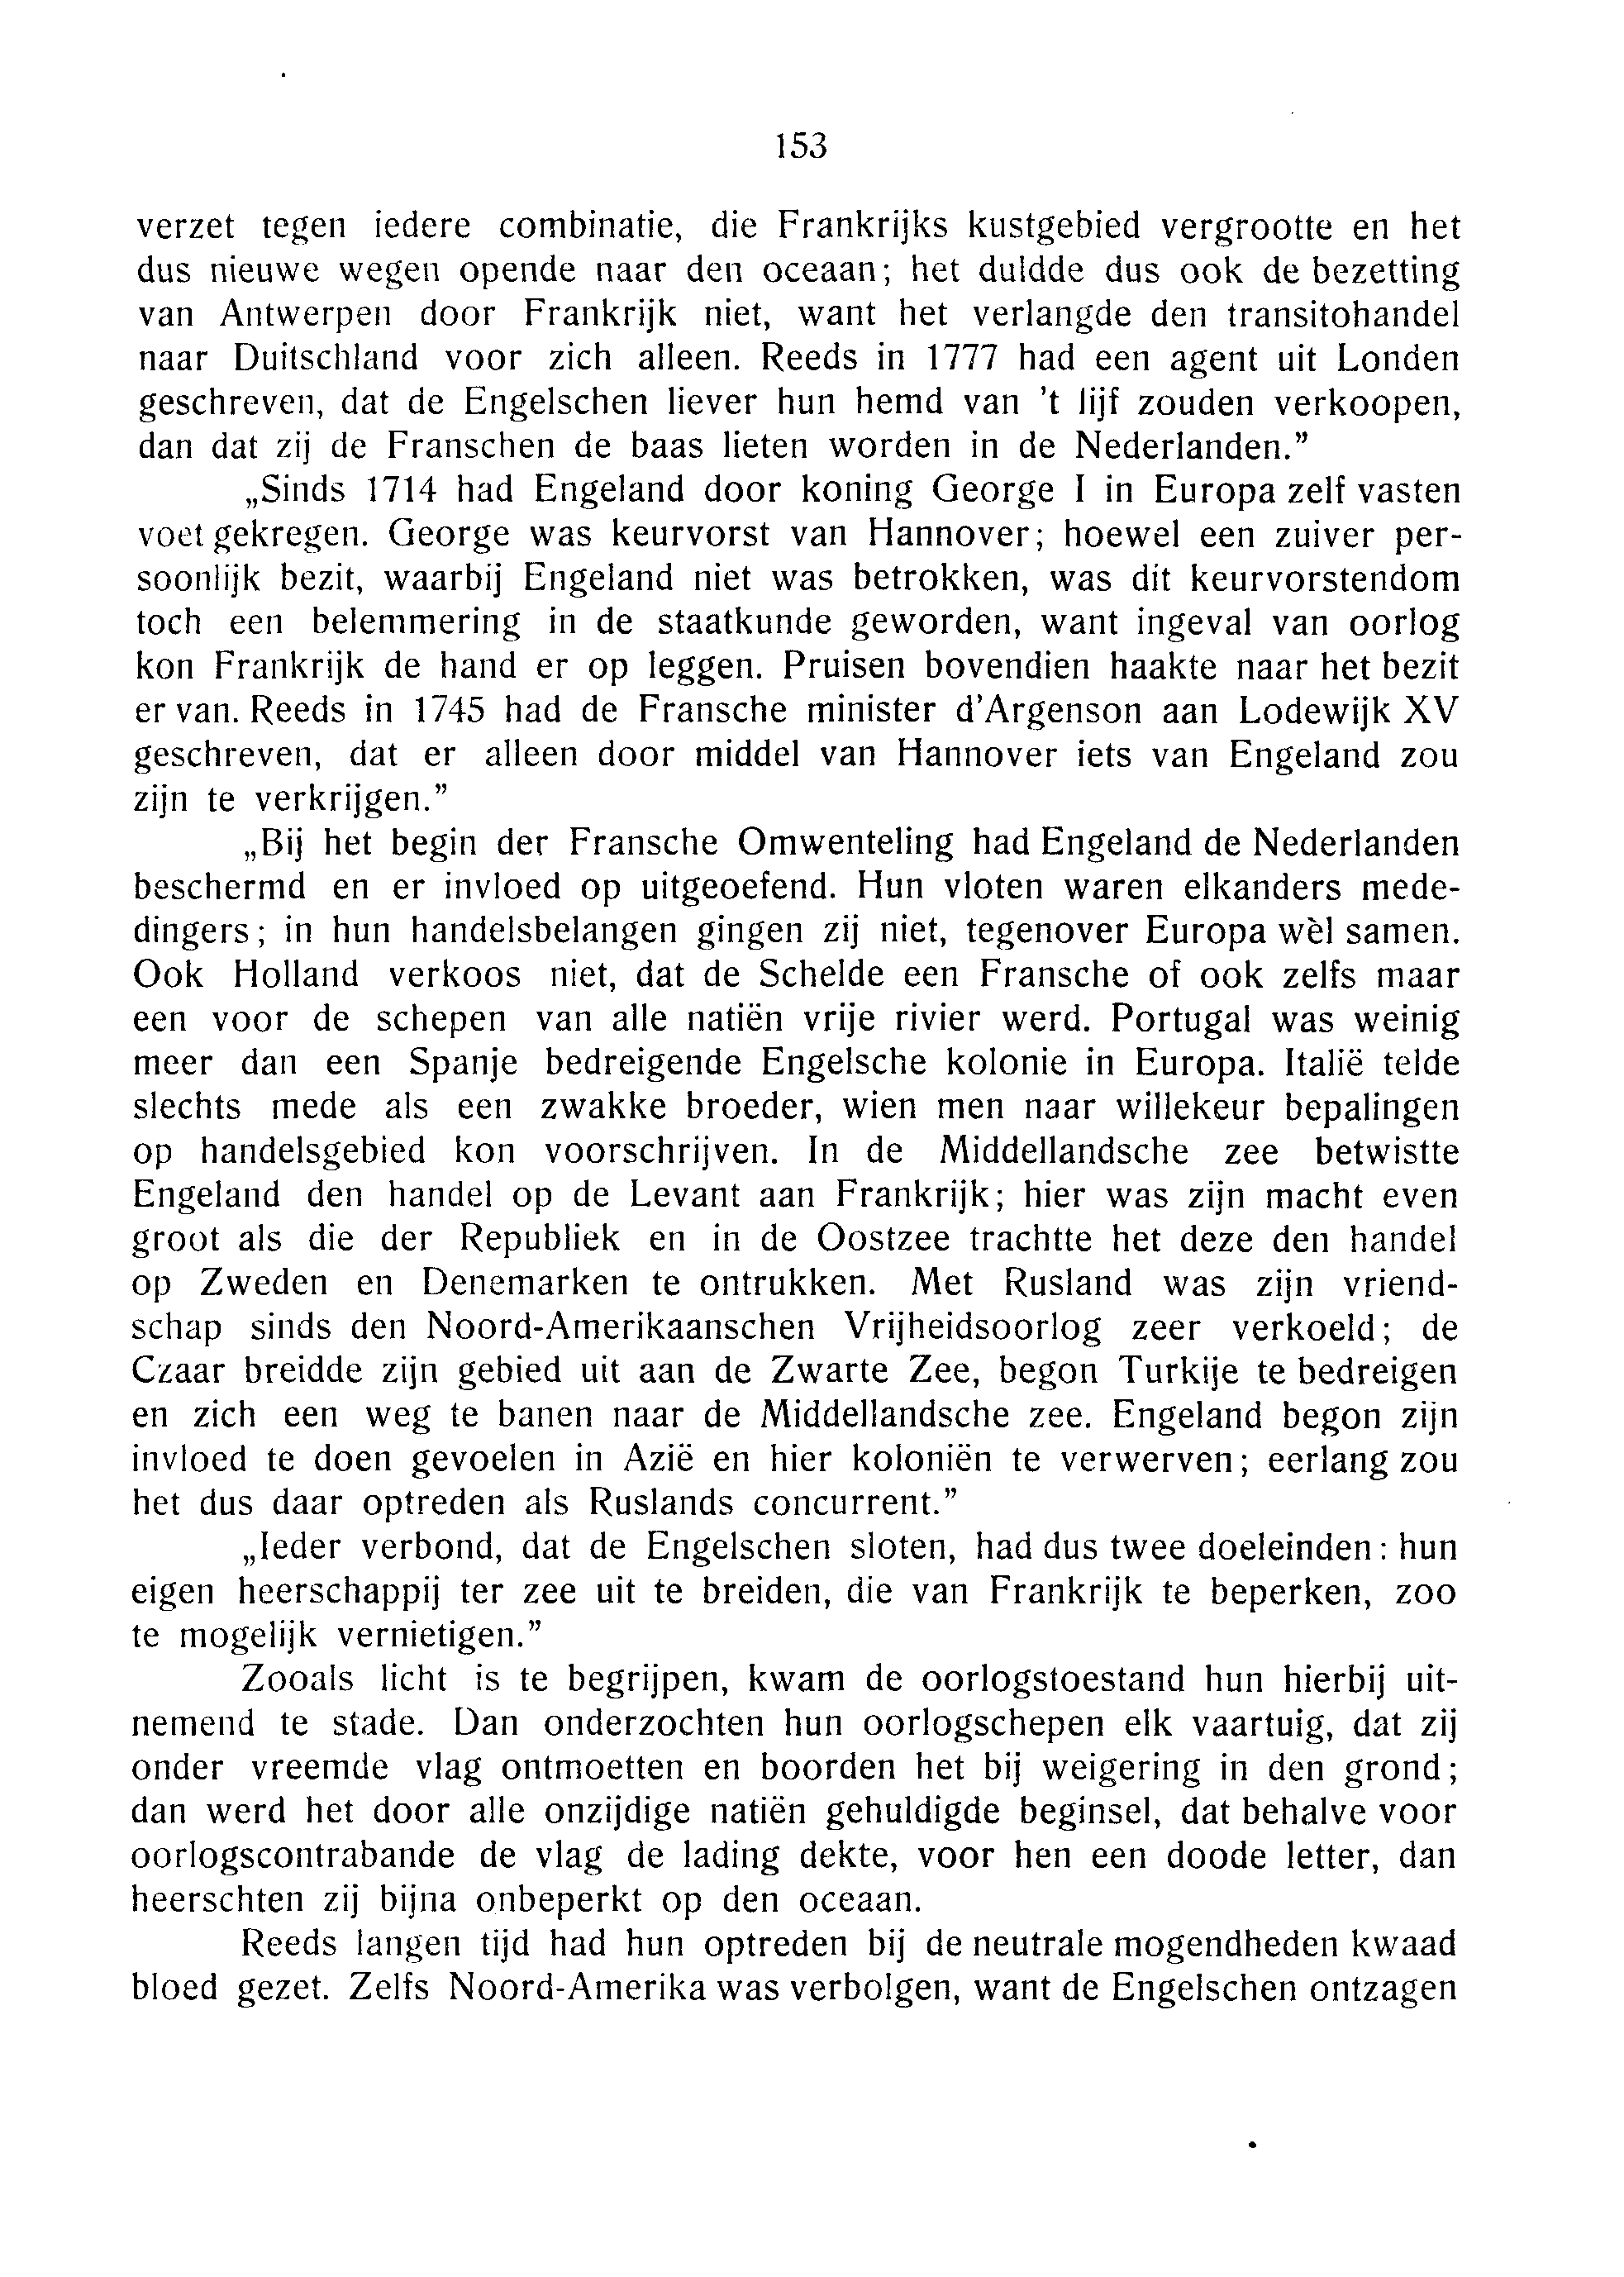 153
verzet tegen iedere combinatie, die Frankrijks kustgebied vergrootte en het
dus nieuwe wegen opende naar den oceaan; het duldde dus ook de bezetting
van Antwerpen door Frankrijk niet, want het verlangde den transitohandel
naar Duitschland voor zich alleen. Reeds in 1777 had een agent uit Londen
geschreven, dat de Engelschen liever hun hemd van 't lijf zouden verkoopen,
dan dat zij de Franschen de baas lieten worden in de Nederlanden.”
„Sinds 1714 had Engeland door koning George I in Europa zelf vasten
voet gekregen. George was keurvorst van Hannover; hoewel een zuiver per-
soonlijk bezit, waarbij Engeland niet was betrokken, was dit keurvorstendom
toch een belemmering in de staatkunde geworden, want ingeval van oorlog
kon Frankrijk de hand er op leggen. Pruisen bovendien haakte naar het bezit
er van. Reeds in 1745 had de Fransche minister d'Argenson aan Lodewijk XV
geschreven, dat er alleen door middel van Hannover iets van Engeland zou
zijn te verkrijgen.”
„Bij het begin der Fransche Omwenteling had Engeland de Nederlanden
beschermd en er invloed op uitgeoefend. Hun vloten waren elkanders mede-
dingers; in hun handelsbelangen gingen zij niet, tegenover Europa wèl samen.
Ook Holland verkoos niet, dat de Schelde een Fransche of ook zelfs maar
een voor de schepen van alle natiën vrije rivier werd. Portugal was weinig
meer dan een Spanje bedreigende Engelsche kolonie in Europa. Italië telde
slechts mede als een zwakke broeder, wien men naar willekeur bepalingen
op handelsgebied kon voorschrijven. In de Middellandsche zee betwistte
Engeland den handel op de Levant aan Frankrijk; hier was zijn macht even
groot als die der Republiek en in de Oostzee trachtte het deze den handel
op Zweden en Denemarken te ontrukken. Met Rusland was zijn vriend-
schap sinds den Noord-Amerikaanschen Vrijheidsoorlog zeer verkoeld; de
Czaar breidde zijn gebied uit aan de Zwarte Zee, begon Turkije te bedreigen
en zich een weg te banen naar de Middellandsche zee. Engeland begon zijn
invloed te doen gevoelen in Azië en hier koloniën te verwerven; eerlang zou
het dus daar optreden als Ruslands concurrent.”
„Ieder verbond, dat de Engelschen sloten, had dus twee doeleinden: hun
eigen heerschappij ter zee uit te breiden, die van Frankrijk te beperken, zoo
te mogelijk vernietigen.”
Zooals licht is te begrijpen, kwam de oorlogstoestand hun hierbij uit-
nemend te stade. Dan onderzochten hun oorlogschepen elk vaartuig, dat zij
onder vreemde vlag ontmoetten en boorden het bij weigering in den grond;
dan werd het door alle onzijdige natiën gehuldigde beginsel, dat behalve voor
oorlogscontrabande de vlag de lading dekte, voor hen een doode letter, dan
heerschten zij bijna onbeperkt op den oceaan.
Reeds langen tijd had hun optreden bij de neutrale mogendheden kwaad
bloed gezet. Zelfs Noord-Amerika was verbolgen, want de Engelschen ontzagen